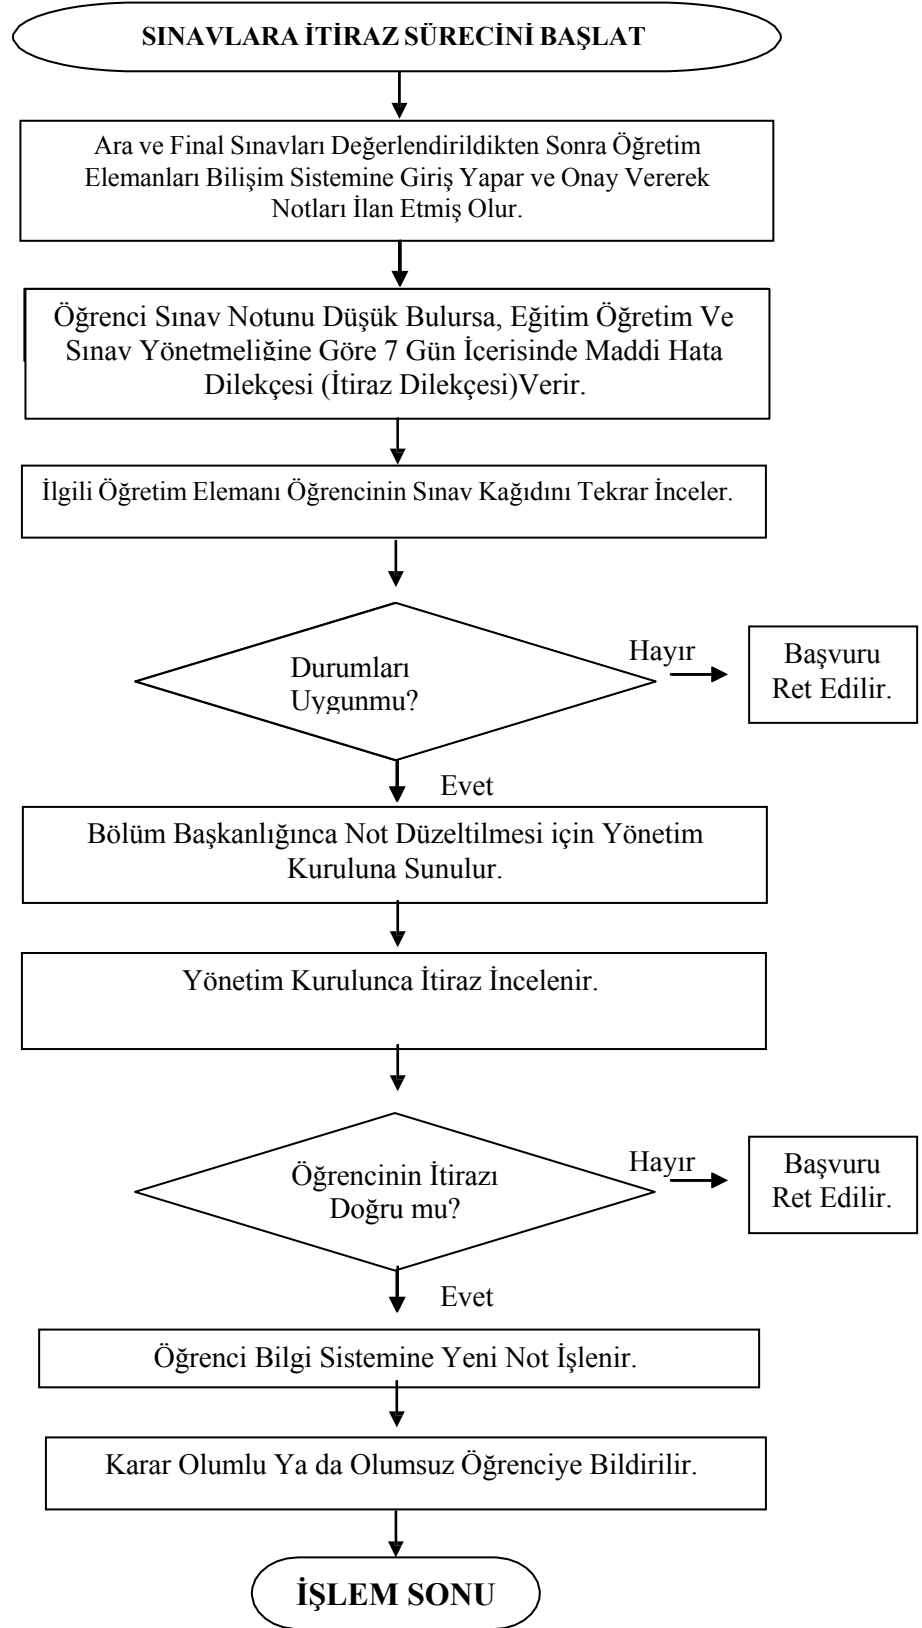 SINAVLARA İTİRAZ SÜRECİNİ BAŞLAT
Ara ve Final Sınavları Değerlendirildikten Sonra Öğretim
Elemanları Bilişim Sistemine Giriş Yapar ve Onay Vererek
Notları İlan Etmiş Olur.
Öğrenci Sınav Notunu Düşük Bulursa, Eğitim Öğretim Ve
Sınav Yönetmeliğine Göre 7 Gün İcerisinde Maddi Hata
Dilekçesi (İtiraz Dilekçesi)Verir.
İlgili Öğretim Elemanı Öğrencinin Sınav Kağıdını Tekrar İnceler.
Durumları
Uygunmu?
Hayır
Başvuru
Ret Edilir.
Evet
Bölüm Başkanlığınca Not Düzeltilmesi için Yönetim
Kuruluna Sunulur.
Yönetim Kurulunca İtiraz İncelenir.
Öğrencinin İtirazı
Doğru mu?
Hayır
Başvuru
Ret Edilir.
Evet
Öğrenci Bilgi Sistemine Yeni Not İşlenir.
Karar Olumlu Ya da Olumsuz Öğrenciye Bildirilir.
İŞLEM SONU